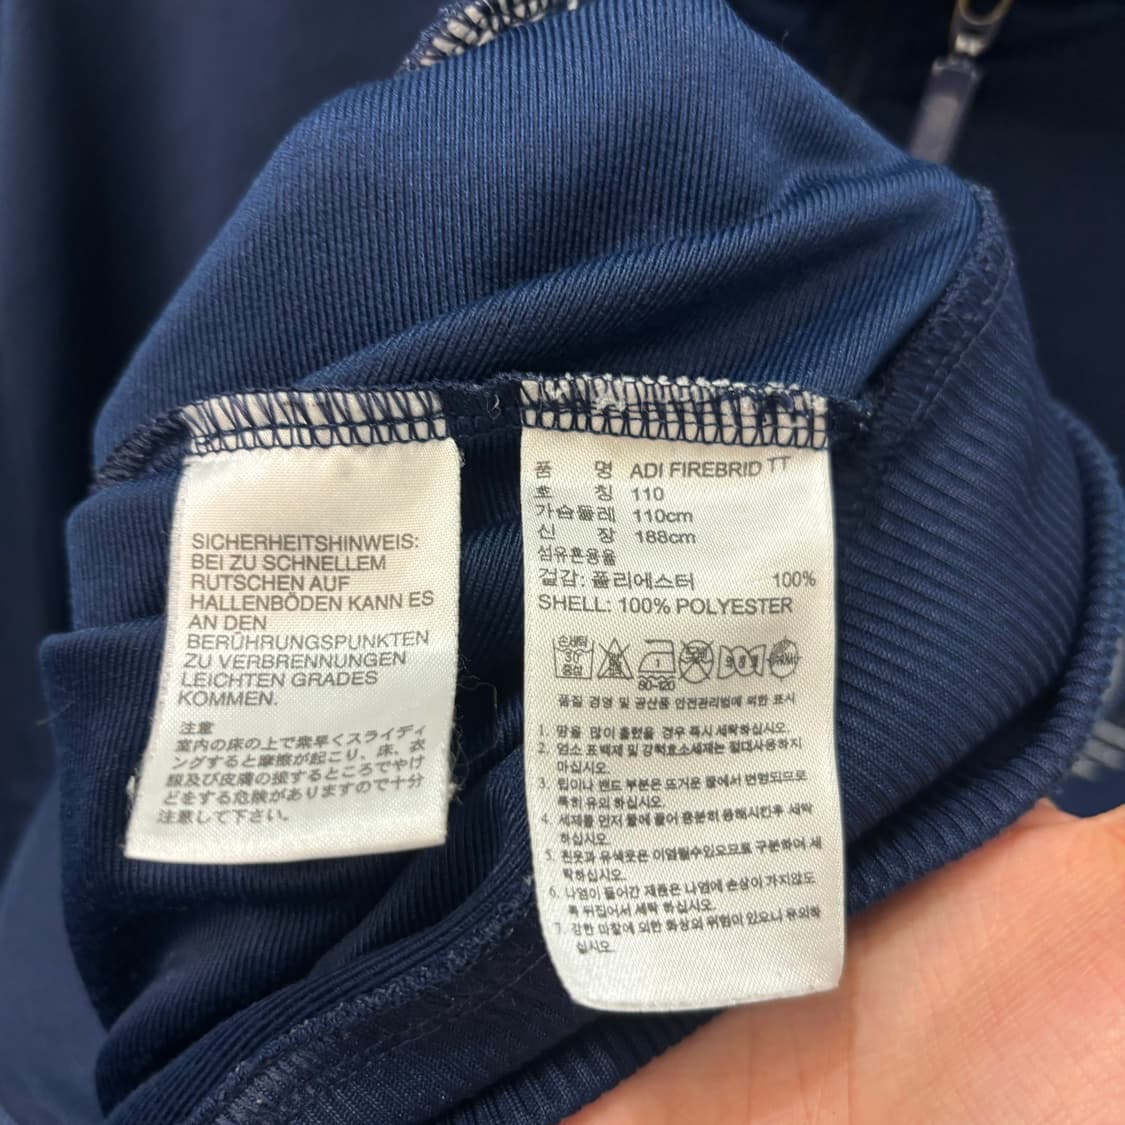 SICHERHEITSHINWEIS:
BEI ZU SCHNELLEM
RUTSCHEN AUF
HALLENBÖDEN KANN ES
AN DEN
BERÜHRUNGSPUNKTEN
ZU VERBRENNUNGEN
LEICHTEN GRADES
KOMMEN.
注意
室内の床の上で素早くスライディ
ングすると摩擦が起こり、床、衣
類及び皮膚の接するところでやけ
どをする危険がありますので十分
注意して下さい。
품 명 ADI FIREBRID TT
호 칭 110
가슴둘레 110cm
신 장 188cm
섬유혼용율
겉감: 폴리에스터 100%
SHELL: 100% POLYESTER
손세탁
30°
중성
80-120
품질 경영 및 공산품 안전관리법에 의한 표시
1. 땀을 많이 흘렸을 경우 즉시 세탁하십시오.
2. 염소 표백제 및 강력효소세제는 절대사용하지
마십시오.
3. 립이나 밴드 부분은 뜨거운 물에서 변형되므로
특히 유의 하십시오.
4. 세제를 먼저 물에 풀어 충분히 용해시킨후 세탁
하십시오.
5. 흰옷과 유색옷은 이염될수있으므로 구분하여 세
탁하십시오.
6. 나염이 들어간 제품은 나염에 손상이 가지않도
록 뒤집어서 세탁 하십시오.
7. 강한 마찰에 의한 화상의 위험이 있으니 유의하
십시오.